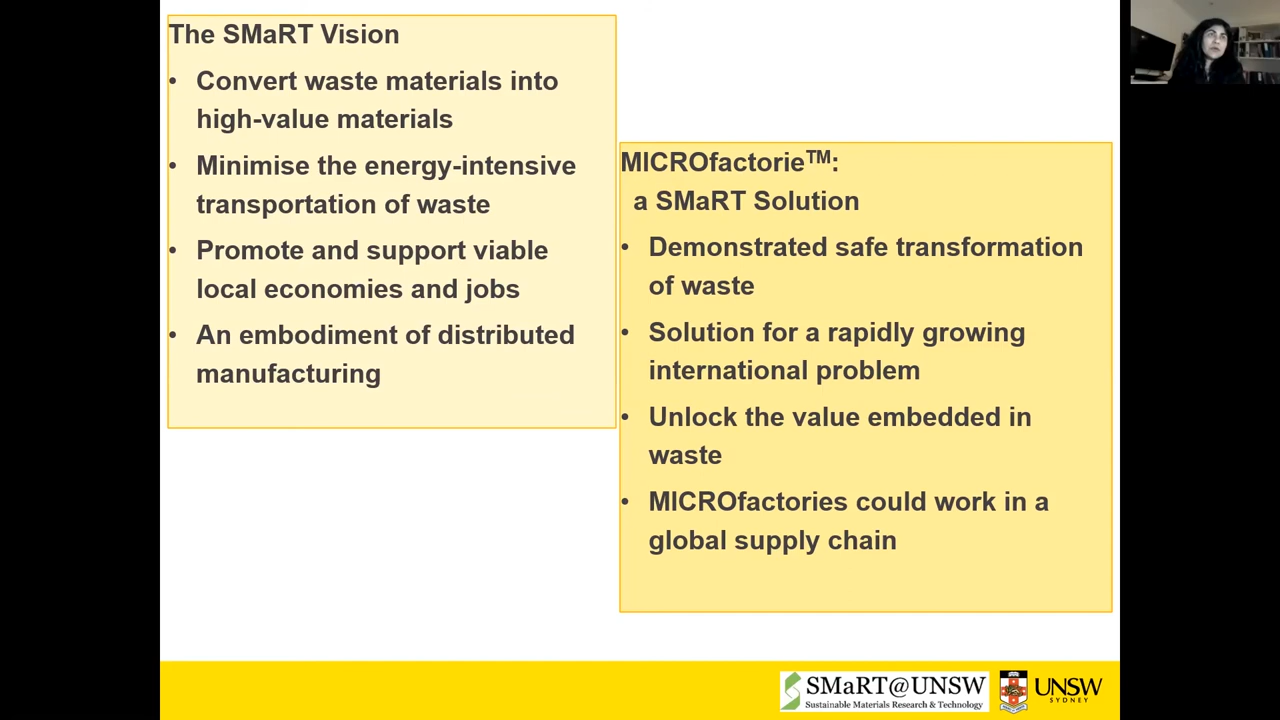 The SMaRT Vision
• Convert waste materials into
high-value materials
• Minimise the energy-intensive
transportation of waste
• Promote and support viable
local economies and jobs
• An embodiment of distributed
manufacturing
MICROfactorie™:
a SMaRT Solution
• Demonstrated safe transformation
of waste
• Solution for a rapidly growing
international problem
• Unlock the value embedded in
waste
• MICROfactories could work in a
global supply chain
SMaRT@UNSW
Sustainable Materials Research & Technology
UNSW
SYDNEY